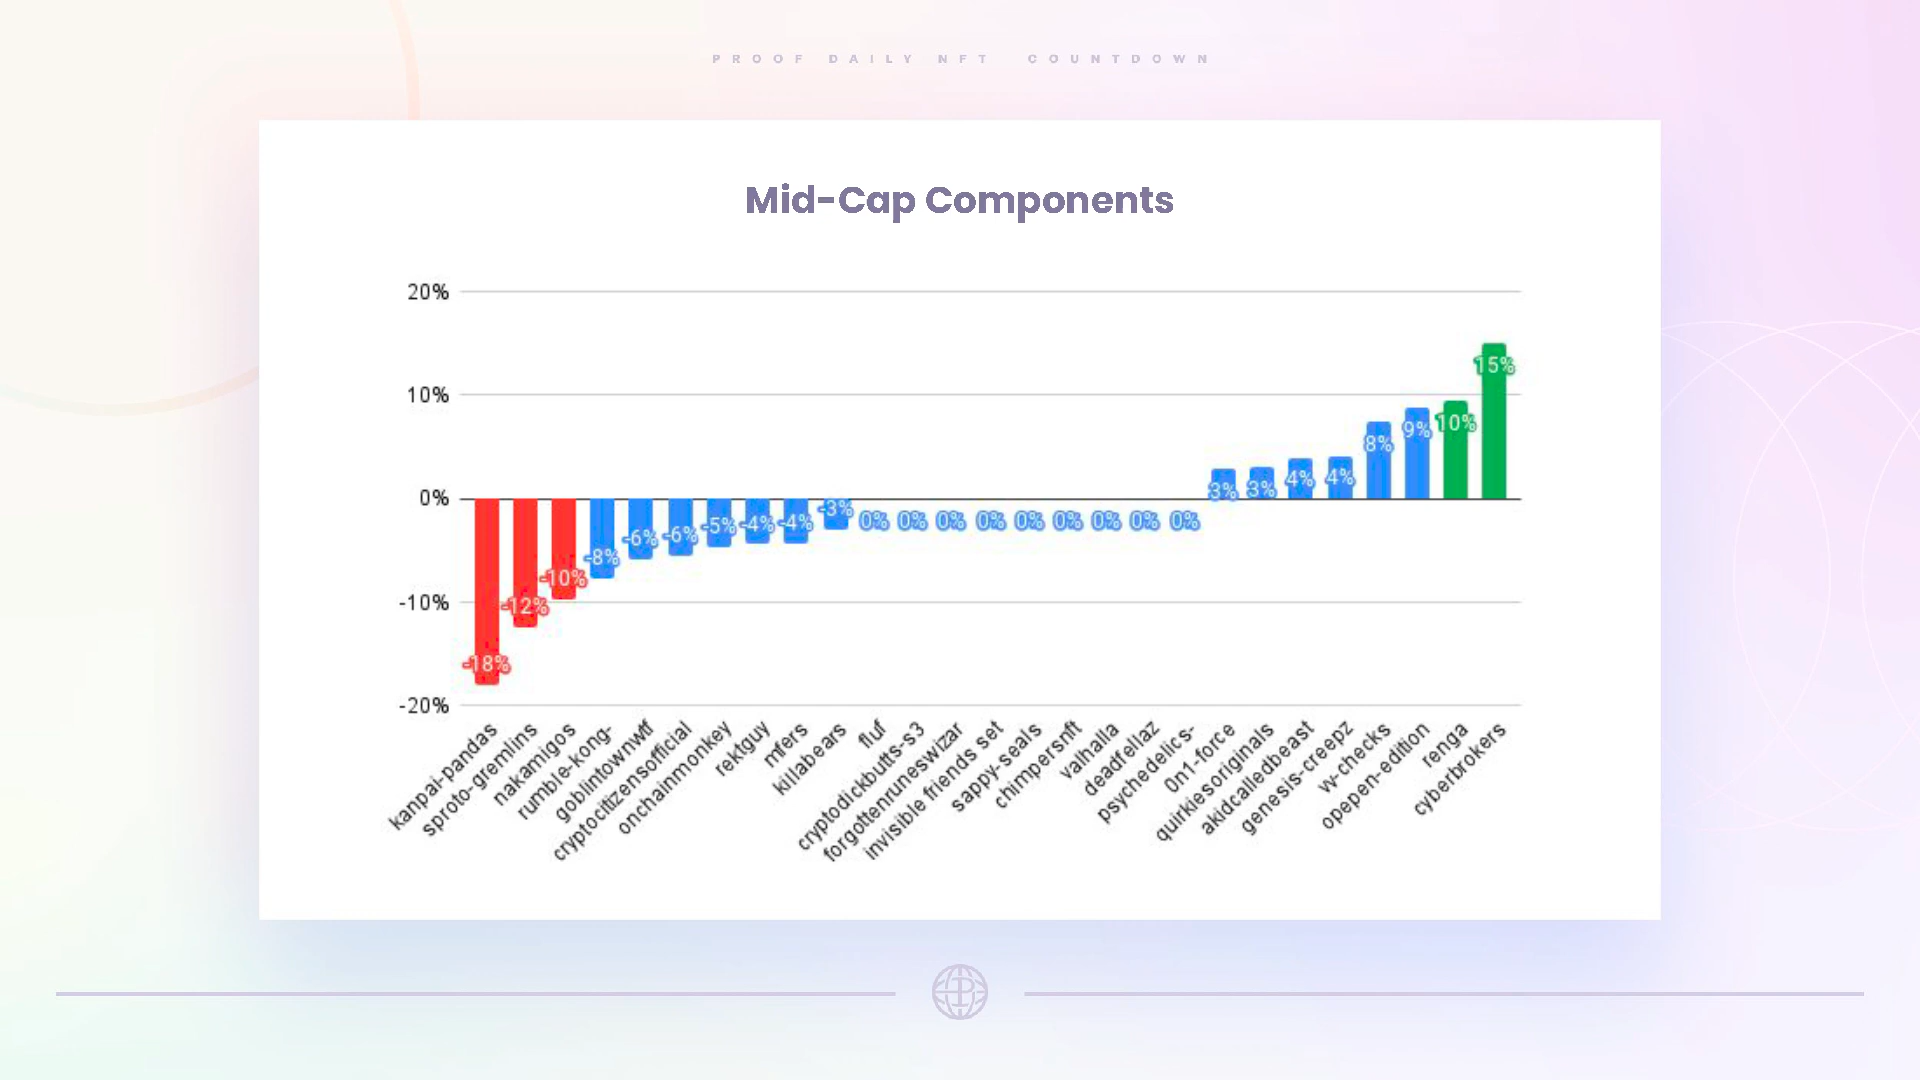 PROOF DAILY NFT COUNTDOWN
Mid-Cap Components
20%
10%
0%
-10%
-20%
-18%
-12%
-10%
-8%
-6%
-6%
-5%
-4%
-4%
-3%
0%
0%
0%
0%
0%
0%
0%
0%
0%
3%
3%
4%
4%
8%
9%
10%
15%
kanpai-pandas
sproto-gremlins
nakamigos
rumble-kong-
goblintownwtf
cryptocitizensofficial
onchainmonkey
rektguy
mfers
killabears
fluf
cryptodickbutts-s3
forgottenruneswizar
invisible friends set
sappy-seals
chimpersnft
valhalla
deadfellaz
psychedelics-
0n1-force
quirkiesoriginals
akidcalledbeast
genesis-creepz
vv-checks
opepen-edition
renga
cyberbrokers